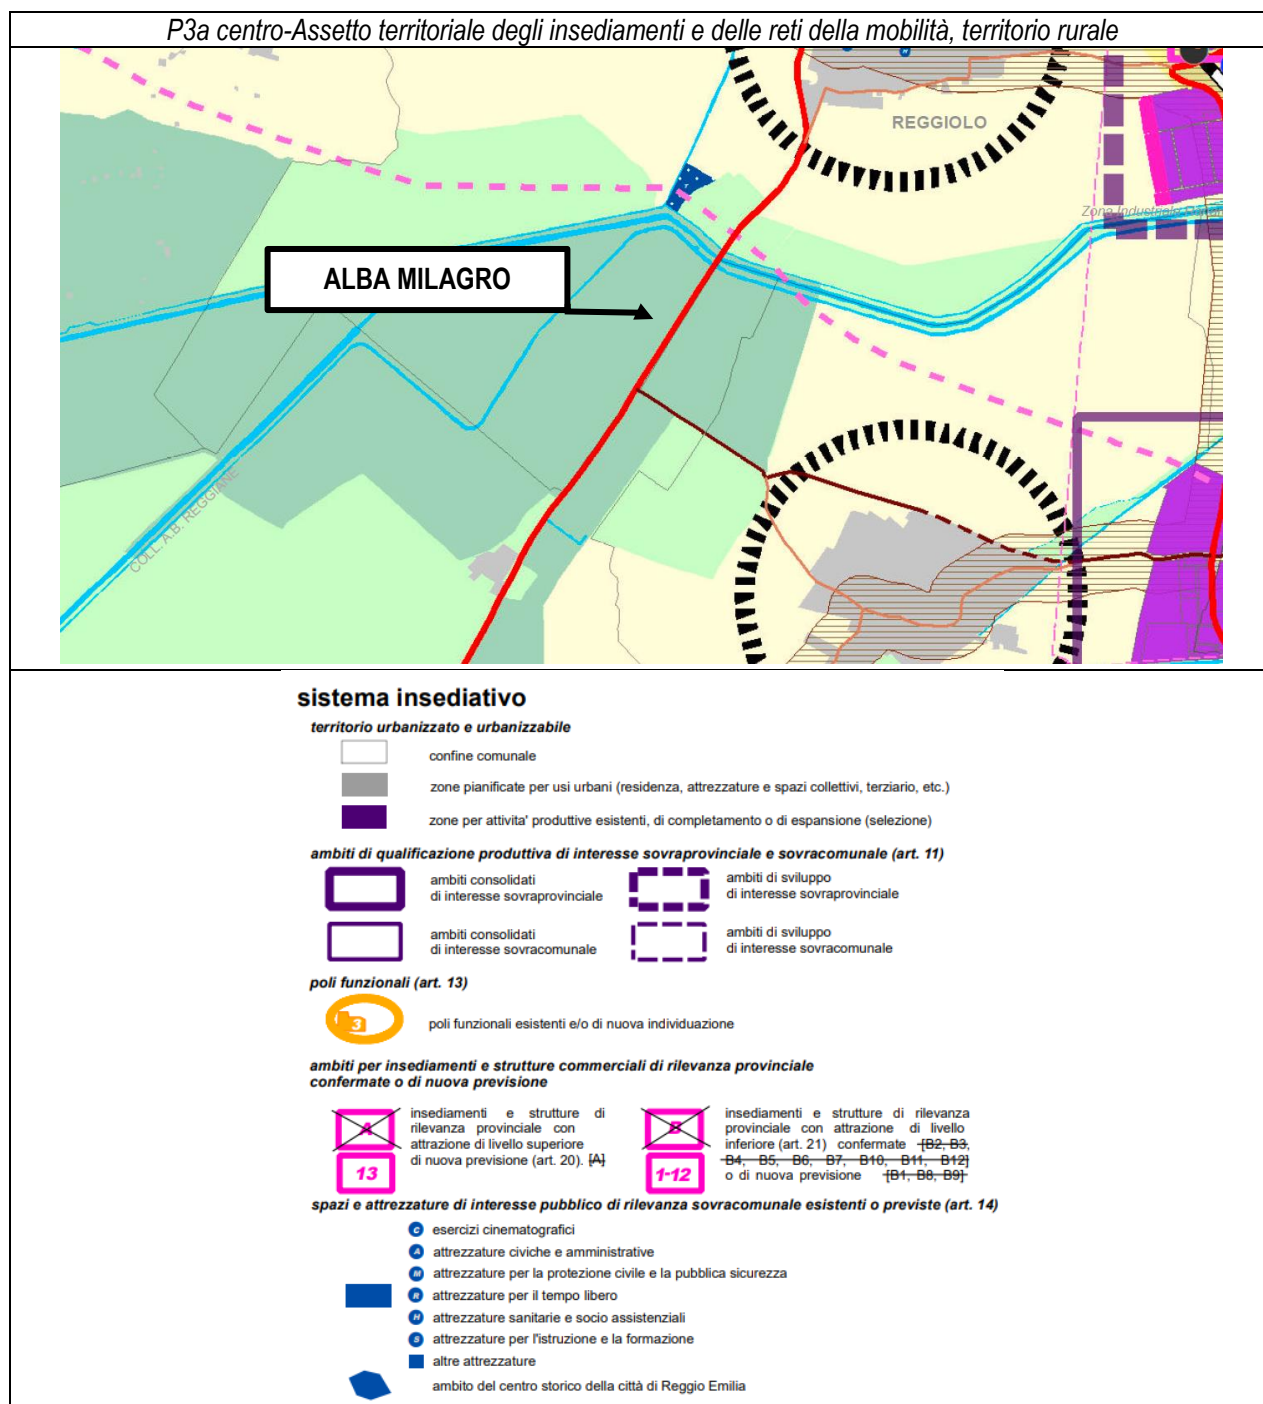 P3a centro-Assetto territoriale degli insediamenti e delle reti della mobilità, territorio rurale
REGGIOLO
ALBA MILAGRO
COLL. A.B. REGGIANE
sistema insediativo
territorio urbanizzato e urbanizzabile
confine comunale
zone pianificate per usi urbani (residenza, attrezzature e spazi collettivi, terziario, etc.)
zone per attivita' produttive esistenti, di completamento o di espansione (selezione)
ambiti di qualificazione produttiva di interesse sovraprovinciale e sovracomunale (art. 11)
ambiti consolidati
di interesse sovraprovinciale
ambiti di sviluppo
di interesse sovraprovinciale
ambiti consolidati
di interesse sovracomunale
ambiti di sviluppo
di interesse sovracomunale
poli funzionali (art. 13)
3
poli funzionali esistenti e/o di nuova individuazione
ambiti per insediamenti e strutture commerciali di rilevanza provinciale
confermate o di nuova previsione
A
13
insediamenti e strutture di
rilevanza provinciale con
attrazione di livello superiore
di nuova previsione (art. 20). [A]
B
1-12
insediamenti e strutture di rilevanza
provinciale con attrazione di livello
inferiore (art. 21) confermate [B2, B3,
B4, B5, B6, B7, B10, B11, B12]
o di nuova previsione [B1, B8, B9]
spazi e attrezzature di interesse pubblico di rilevanza sovracomunale esistenti o previste (art. 14)
C esercizi cinematografici
A attrezzature civiche e amministrative
M attrezzature per la protezione civile e la pubblica sicurezza
R attrezzature per il tempo libero
H attrezzature sanitarie e socio assistenziali
S attrezzature per l'istruzione e la formazione
altre attrezzature
ambito del centro storico della città di Reggio Emilia